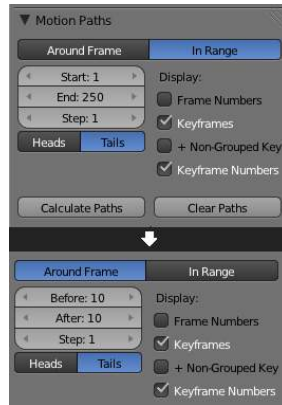 Motion Paths
Around Frame In Range
Start: 1 Display:
End: 250 Frame Numbers
Step: 1 Keyframes
Heads Tails + Non-Grouped Key
Keyframe Numbers
Calculate Paths Clear Paths
Around Frame In Range
Before: 10 Display:
After: 10 Frame Numbers
Step: 1 Keyframes
Heads Tails + Non-Grouped Key
Keyframe Numbers